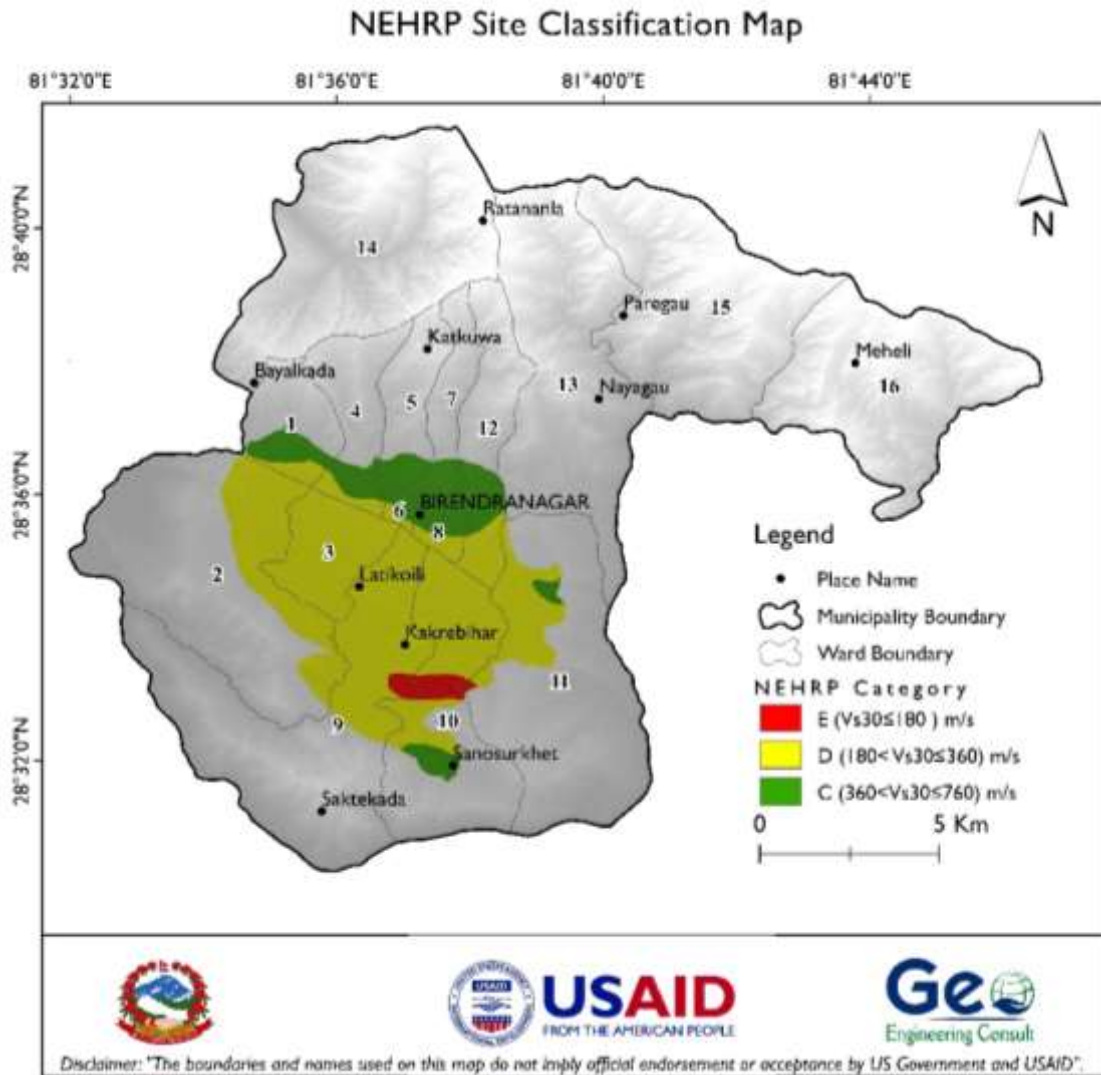 NEHRP Site Classification Map
81°32'0"E 81°36'0"E 81°40'0"E 81°44'0"E
28°40'0"N
28°36'0"N
28°32'0"N
N
Ratananla
14
Paregau
15
Katkuwa
Meheli
16
Bayalkada
13
Nayagau
1
4
5
7
12
6
BIRENDRANAGAR
8
3
2
Latikoili
Kakrebihar
11
10
9
Sanosurkhet
Saktekada
Legend
Place Name
Municipality Boundary
Ward Boundary
NEHRP Category
E (Vs30≤180 ) m/s
D (180<Vs30≤360) m/s
C (360<Vs30≤760) m/s
0 5 Km
USAID
USAID
FROM THE AMERICAN PEOPLE
Geo
Engineering Consult
Disclaimer: "The boundaries and names used on this map do not imply official endorsement or acceptance by US Government and USAID".